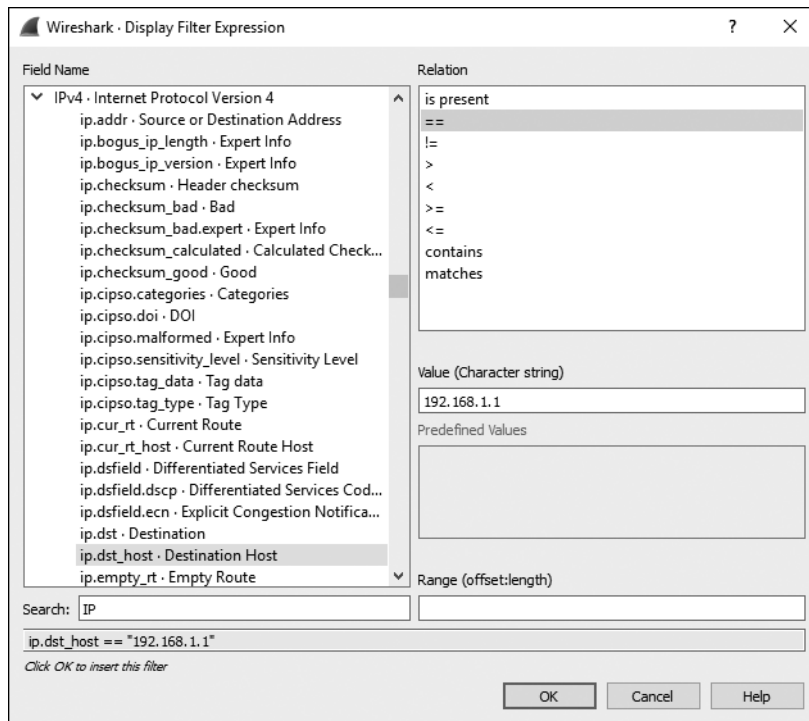 Wireshark · Display Filter Expression
?
Field Name
IPv4 · Internet Protocol Version 4
ip.addr · Source or Destination Address
ip.bogus_ip_length · Expert Info
ip.bogus_ip_version · Expert Info
ip.checksum · Header checksum
ip.checksum_bad · Bad
ip.checksum_bad.expert · Expert Info
ip.checksum_calculated · Calculated Check...
ip.checksum_good · Good
ip.cipso.categories · Categories
ip.cipso.doi · DOI
ip.cipso.malformed · Expert Info
ip.cipso.sensitivity_level · Sensitivity Level
ip.cipso.tag_data · Tag data
ip.cipso.tag_type · Tag Type
ip.cur_rt · Current Route
ip.cur_rt_host · Current Route Host
ip.dsfield · Differentiated Services Field
ip.dsfield.dscp · Differentiated Services Cod...
ip.dsfield.ecn · Explicit Congestion Notifica...
ip.dst · Destination
ip.dst_host · Destination Host
ip.empty_rt · Empty Route
Search: IP
Relation
is present
==
!=
>
<
>=
<=
contains
matches
Value (Character string)
192.168.1.1
Predefined Values
Range (offset:length)
ip.dst_host == "192.168.1.1"
Click OK to insert this filter
OK Cancel Help